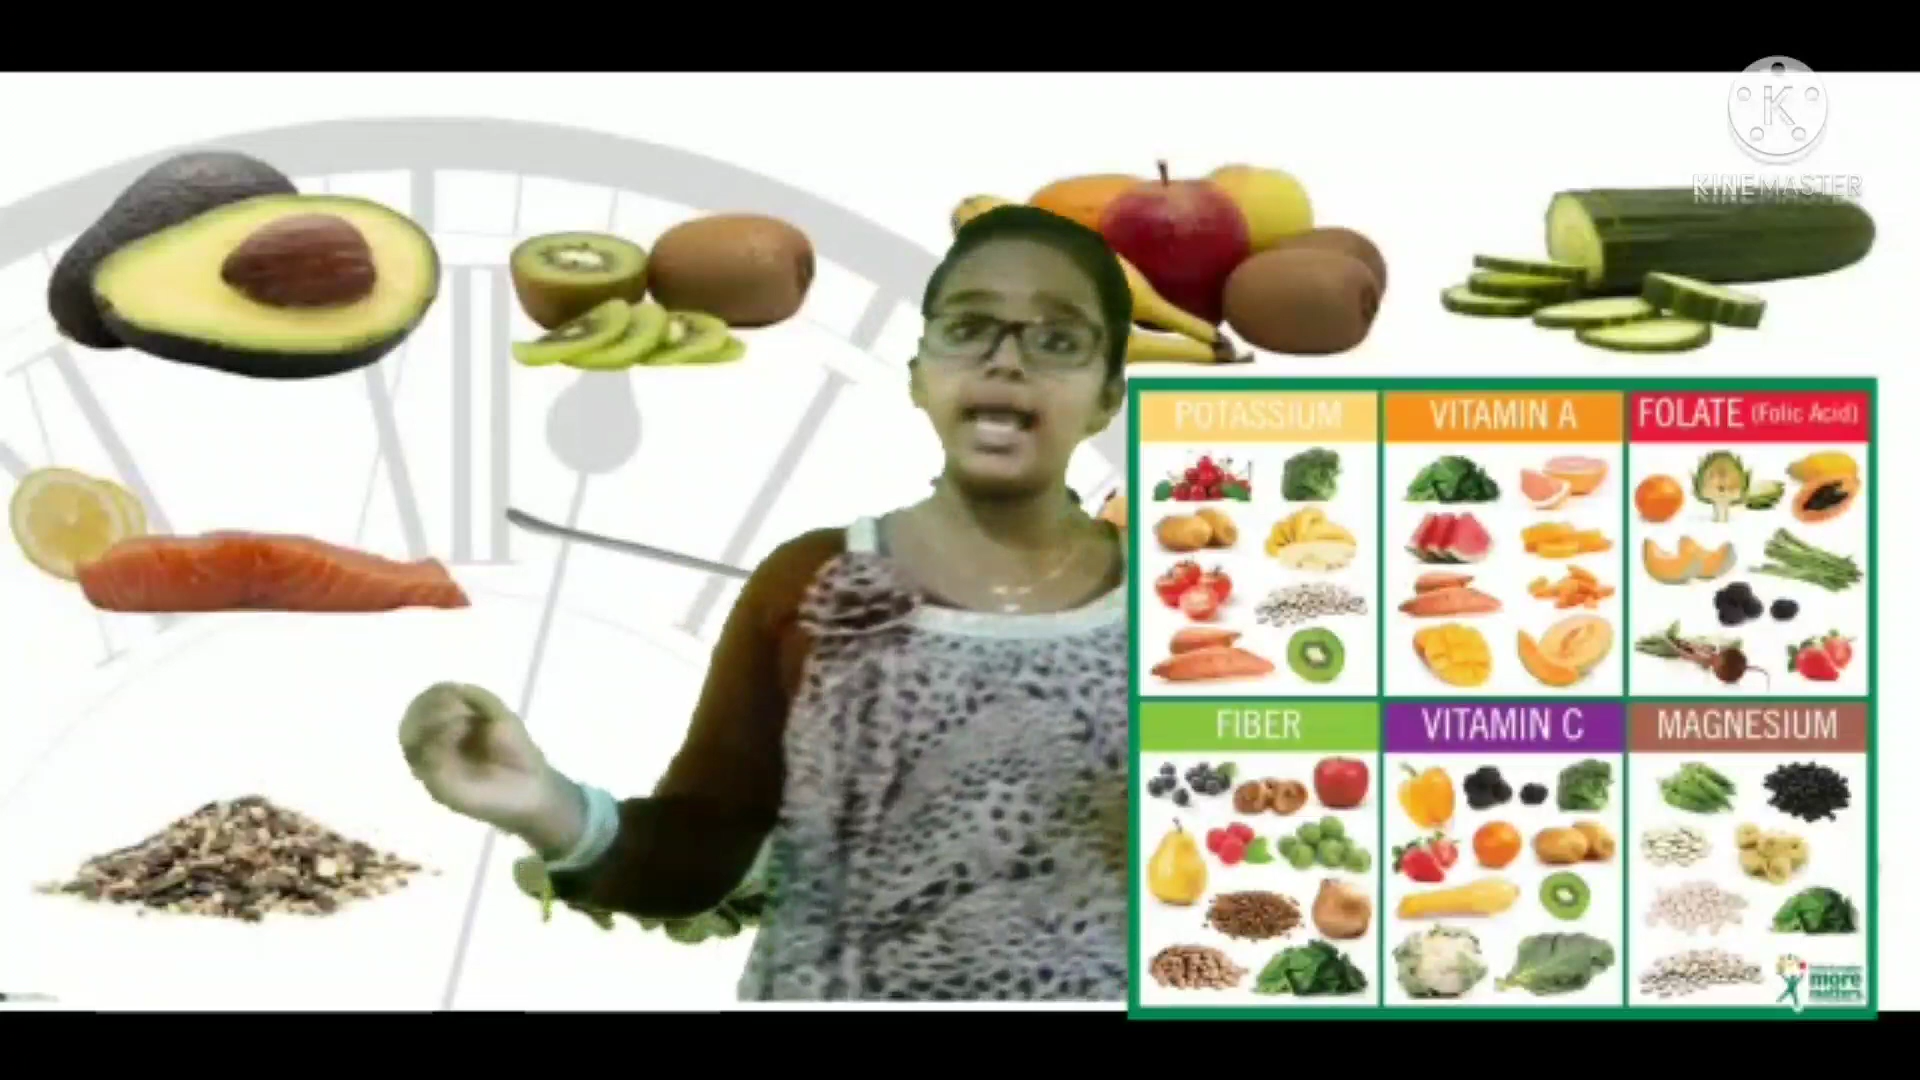 KINEMASTER
POTASSIUM
VITAMIN A
FOLATE (Folic Acid)
FIBER
VITAMIN C
MAGNESIUM
more
matters